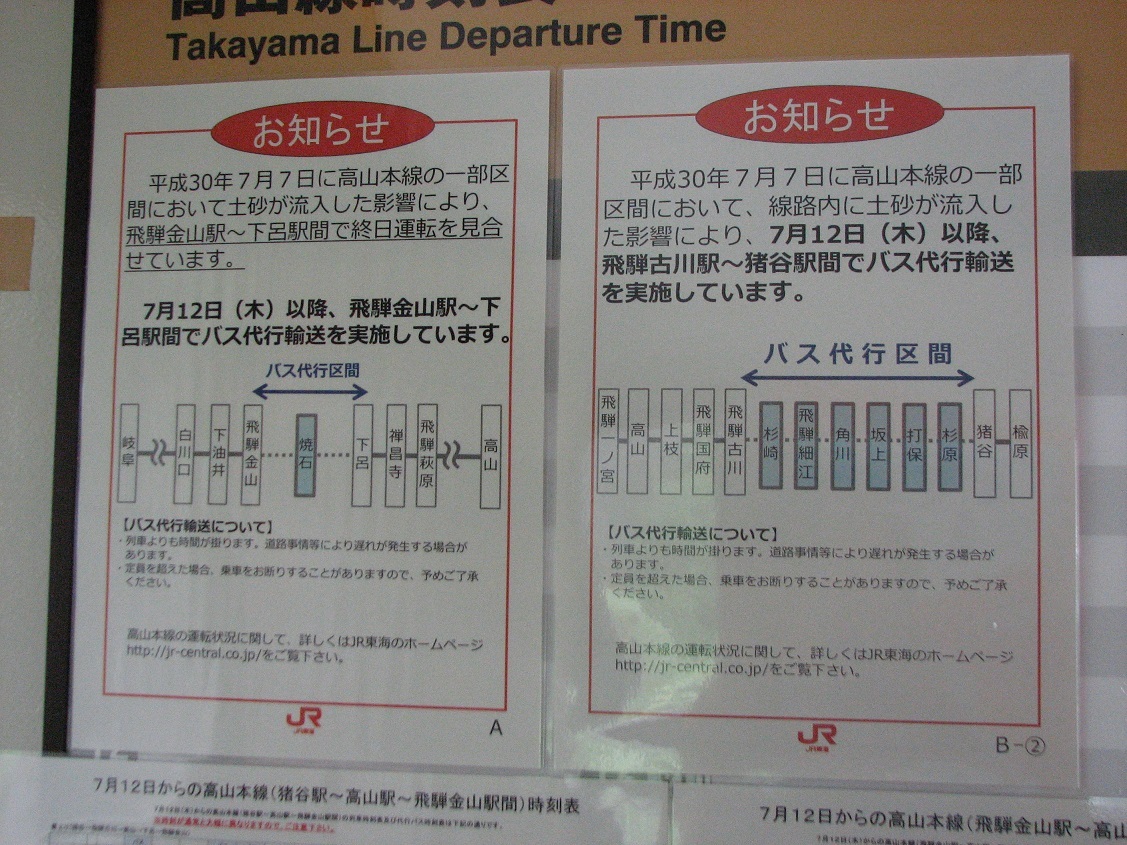 高山線時刻表
Takayama Line Departure Time
お知らせ
平成30年７月７日に高山本線の一部区
間において土砂が流入した影響により、
飛騨金山駅～下呂駅間で終日運転を見合
せています。
7月12日（木）以降、飛騨金山駅～下
呂駅間でバス代行輸送を実施しています。
バス代行区間
岐阜 白川口 下油井 飛騨金山 焼石 下呂 禅昌寺 飛騨萩原 高山
【バス代行輸送について】
・列車よりも時間が掛ります。道路事情等により遅れが発生する場合が
あります。
・定員を超えた場合、乗車をお断りすることがありますので、予めご了承
ください。
高山本線の運転状況に関して、詳しくはJR東海のホームページ
http://jr-central.co.jp/をご覧下さい。
JR
JR東海
A
お知らせ
平成30年７月７日に高山本線の一部
区間において、線路内に土砂が流入し
た影響により、7月12日（木）以降、
飛騨古川駅～猪谷駅間でバス代行輸送
を実施しています。
バス代行区間
飛騨一ノ宮 高山 上枝 飛騨国府 飛騨古川 杉崎 飛騨細江 角川 坂上 打保 杉原 猪谷 楡原
【バス代行輸送について】
・列車よりも時間が掛ります。道路事情等により遅れが発生する場合が
あります。
・定員を超えた場合、乗車をお断りすることがありますので、予めご了承
ください。
高山本線の運転状況に関して、詳しくはJR東海のホームページ
http://jr-central.co.jp/をご覧下さい。
JR
JR東海
B-②
7月12日からの高山本線(猪谷駅～高山駅～飛騨金山駅間)時刻表
7月12日からの高山本線(飛騨金山駅～高山